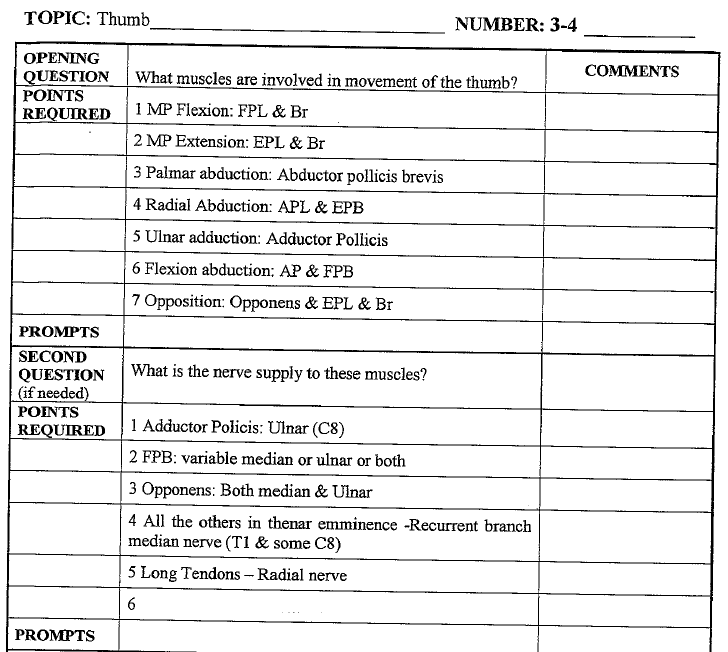 TOPIC: Thumb
NUMBER: 3-4
OPENING
QUESTION
What muscles are involved in movement of the thumb?
COMMENTS
POINTS
REQUIRED
1 MP Flexion: FPL & Br
2 MP Extension: EPL & Br
3 Palmar abduction: Abductor pollicis brevis
4 Radial Abduction: APL & EPB
5 Ulnar adduction: Adductor Pollicis
6 Flexion abduction: AP & FPB
7 Opposition: Opponens & EPL & Br
PROMPTS
SECOND
QUESTION
(if needed)
What is the nerve supply to these muscles?
POINTS
REQUIRED
1 Adductor Policis: Ulnar (C8)
2 FPB: variable median or ulnar or both
3 Opponens: Both median & Ulnar
4 All the others in thenar emminence -Recurrent branch
median nerve (T1 & some C8)
5 Long Tendons – Radial nerve
6
PROMPTS